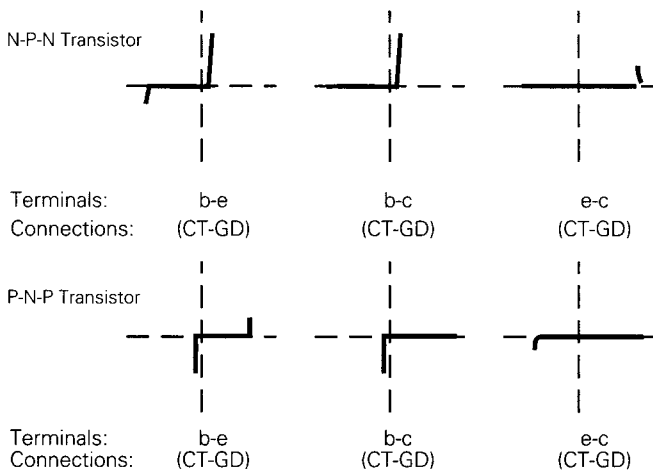 N-P-N Transistor
Terminals: b-e b-c e-c
Connections: (CT-GD) (CT-GD) (CT-GD)
P-N-P Transistor
Terminals: b-e b-c e-c
Connections: (CT-GD) (CT-GD) (CT-GD)